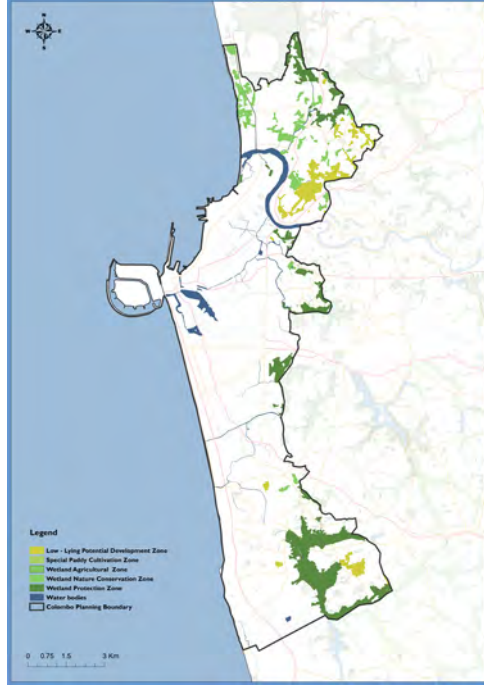 N
Legend
Low - Lying Potential Development Zone
Special Paddy Cultivation Zone
Wetland Agricultural Zone
Wetland Nature Conservation Zone
Wetland Protection Zone
Water bodies
Colombo Planning Boundary
0 0.75 1.5 3 Km